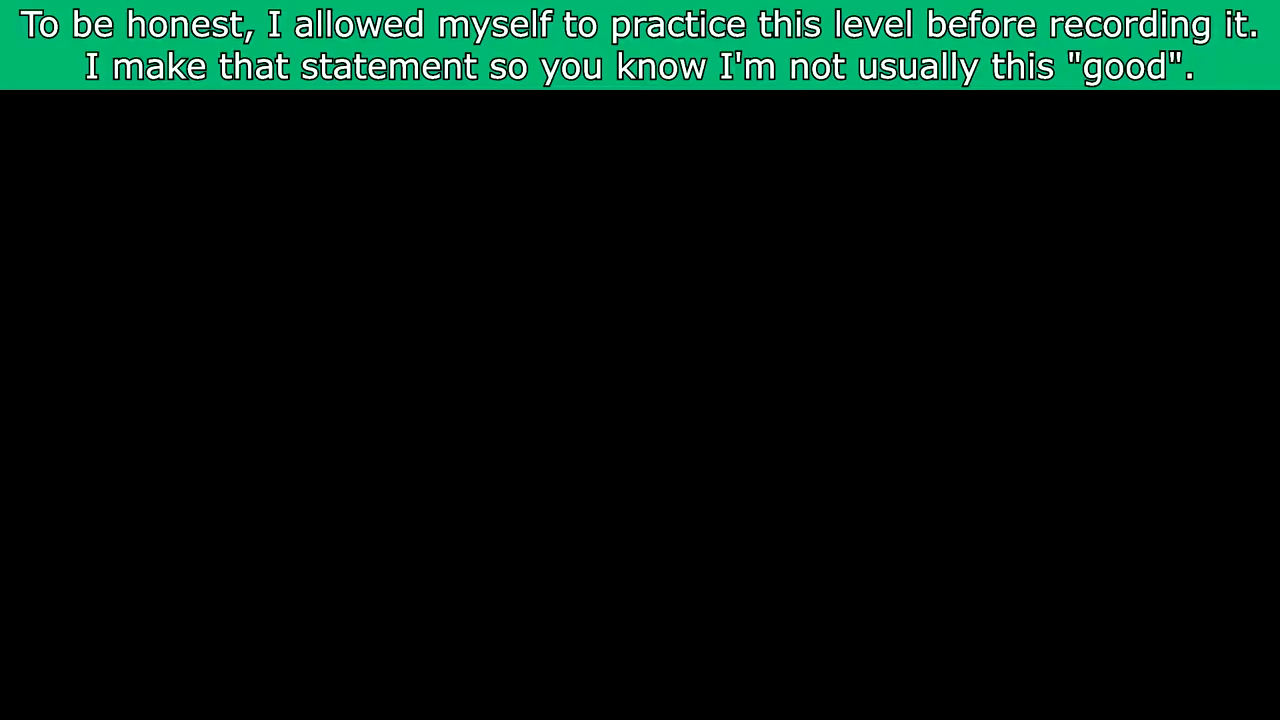 To be honest, I allowed myself to practice this level before recording it.
I make that statement so you know I'm not usually this "good".